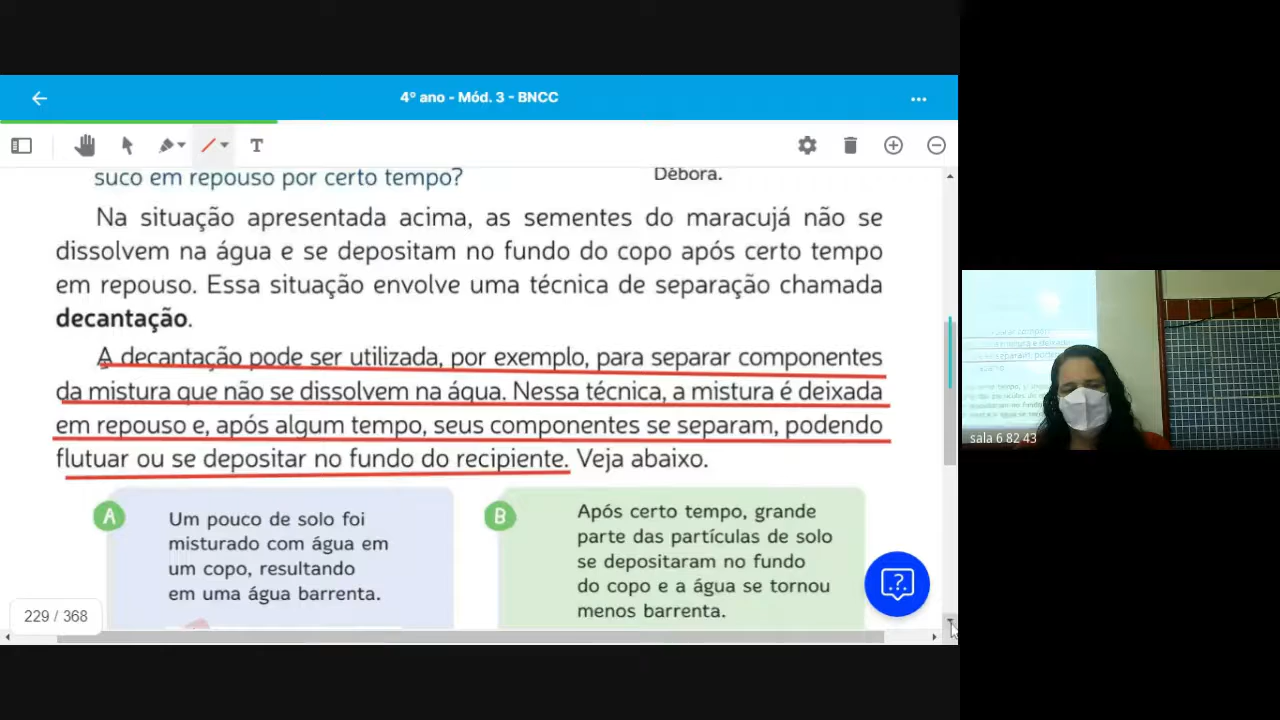 4º ano - Mód. 3 - BNCC
T
suco em repouso por certo tempo?
Débora.
Na situação apresentada acima, as sementes do maracujá não se
dissolvem na água e se depositam no fundo do copo após certo tempo
em repouso. Essa situação envolve uma técnica de separação chamada
decantação.
A decantação pode ser utilizada, por exemplo, para separar componentes
da mistura que não se dissolvem na água. Nessa técnica, a mistura é deixada
em repouso e, após algum tempo, seus componentes se separam, podendo
flutuar ou se depositar no fundo do recipiente. Veja abaixo.
A
Um pouco de solo foi
misturado com água em
um copo, resultando
em uma água barrenta.
B
Após certo tempo, grande
parte das partículas de solo
se depositaram no fundo
do copo e a água se tornou
menos barrenta.
229 / 368
sala 6 82 43